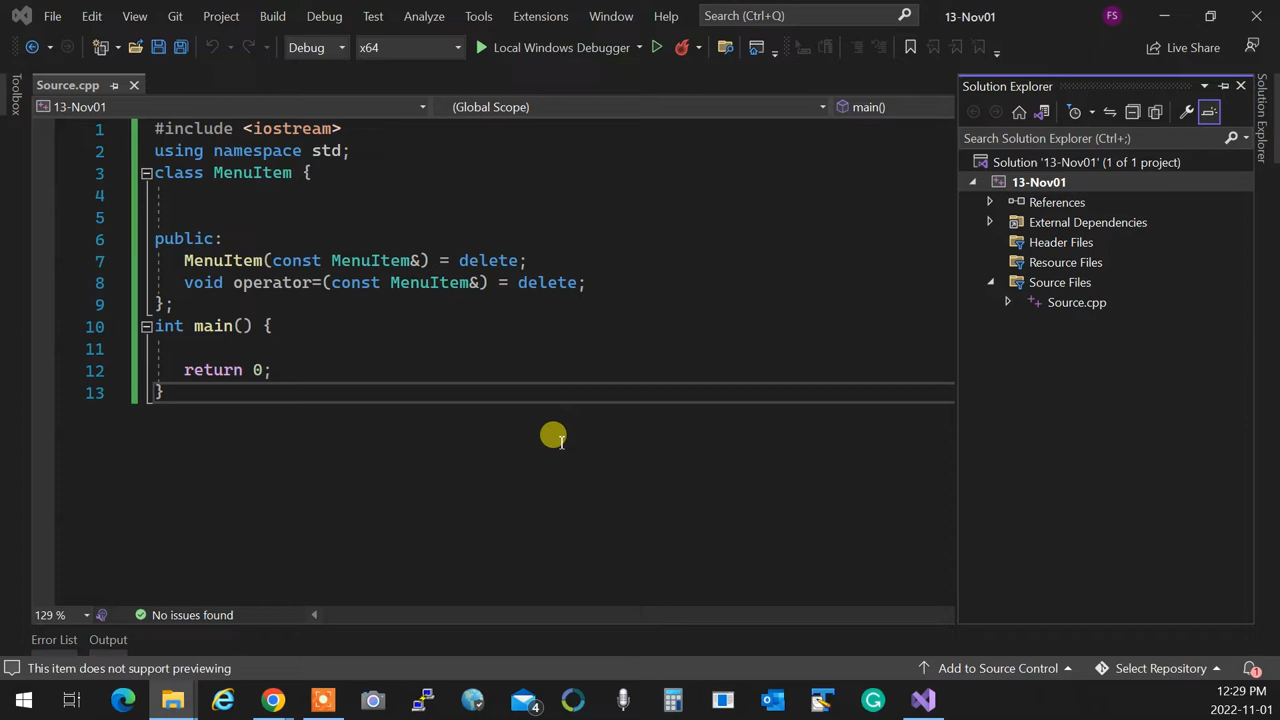 File Edit View Git Project Build Debug Test Analyze Tools Extensions Window Help Search (Ctrl+Q) 13-Nov01 FS
Debug x64 Local Windows Debugger Live Share
Toolbox
Source.cpp
13-Nov01 (Global Scope) main()
1 #include <iostream>
2 using namespace std;
3 class MenuItem {
4
5
6 public:
7 MenuItem(const MenuItem&) = delete;
8 void operator=(const MenuItem&) = delete;
9 };
10 int main() {
11
12 return 0;
13 }
129 % No issues found
Error List Output
Solution Explorer
Search Solution Explorer (Ctrl+;)
Solution '13-Nov01' (1 of 1 project)
13-Nov01
References
External Dependencies
Header Files
Resource Files
Source Files
Source.cpp
Solution Explorer
This item does not support previewing Add to Source Control Select Repository 1
4
12:29 PM
2022-11-01